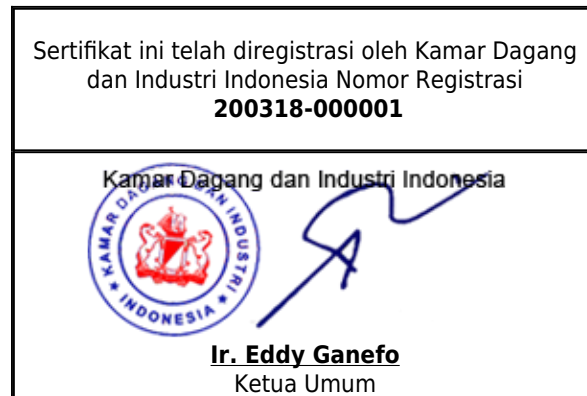 Sertifikat ini telah diregistrasi oleh Kamar Dagang
dan Industri Indonesia Nomor Registrasi
200318-000001
Kamar Dagang dan Industri Indonesia
KAMAR DAGANG DAN INDUSTRI
INDONESIA
Ir. Eddy Ganefo
Ketua Umum